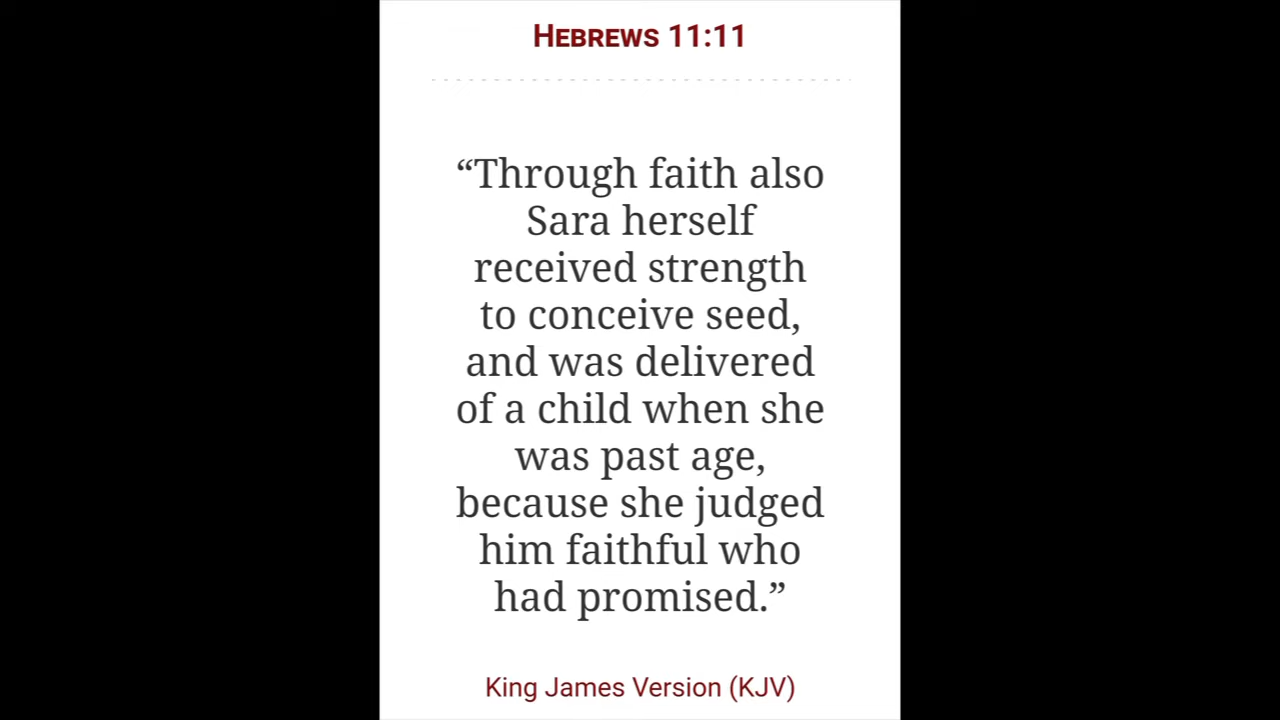 HEBREWS 11:11
“Through faith also
Sara herself
received strength
to conceive seed,
and was delivered
of a child when she
was past age,
because she judged
him faithful who
had promised.”
King James Version (KJV)